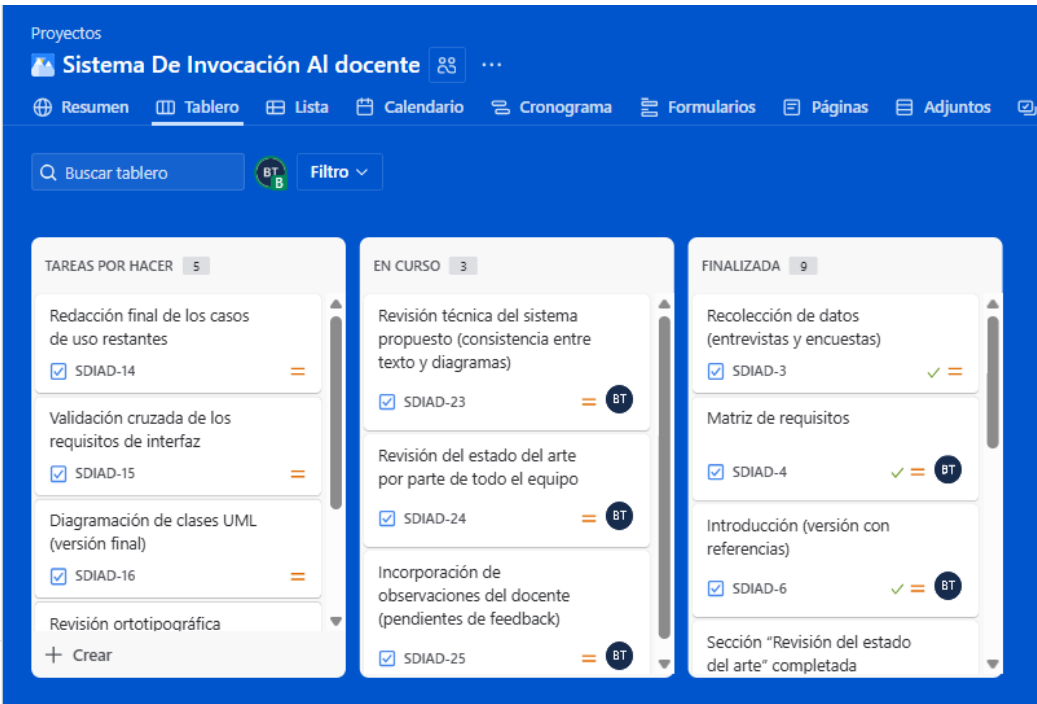 Proyectos
Sistema De Invocación Al docente
Resumen Tablero Lista Calendario Cronograma Formularios Páginas Adjuntos
Buscar tablero BT B Filtro
TAREAS POR HACER 5
Redacción final de los casos
de uso restantes
SDIAD-14
Validación cruzada de los
requisitos de interfaz
SDIAD-15
Diagramación de clases UML
(versión final)
SDIAD-16
Revisión ortotipográfica
Crear
EN CURSO 3
Revisión técnica del sistema
propuesto (consistencia entre
texto y diagramas)
SDIAD-23 BT
Revisión del estado del arte
por parte de todo el equipo
SDIAD-24 BT
Incorporación de
observaciones del docente
(pendientes de feedback)
SDIAD-25 BT
FINALIZADA 9
Recolección de datos
(entrevistas y encuestas)
SDIAD-3
Matriz de requisitos
SDIAD-4 BT
Introducción (versión con
referencias)
SDIAD-6 BT
Sección “Revisión del estado
del arte” completada